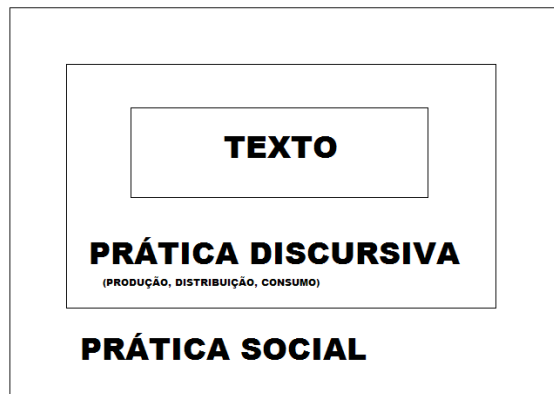 TEXTO
PRÁTICA DISCURSIVA
(PRODUÇÃO, DISTRIBUIÇÃO, CONSUMO)
PRÁTICA SOCIAL